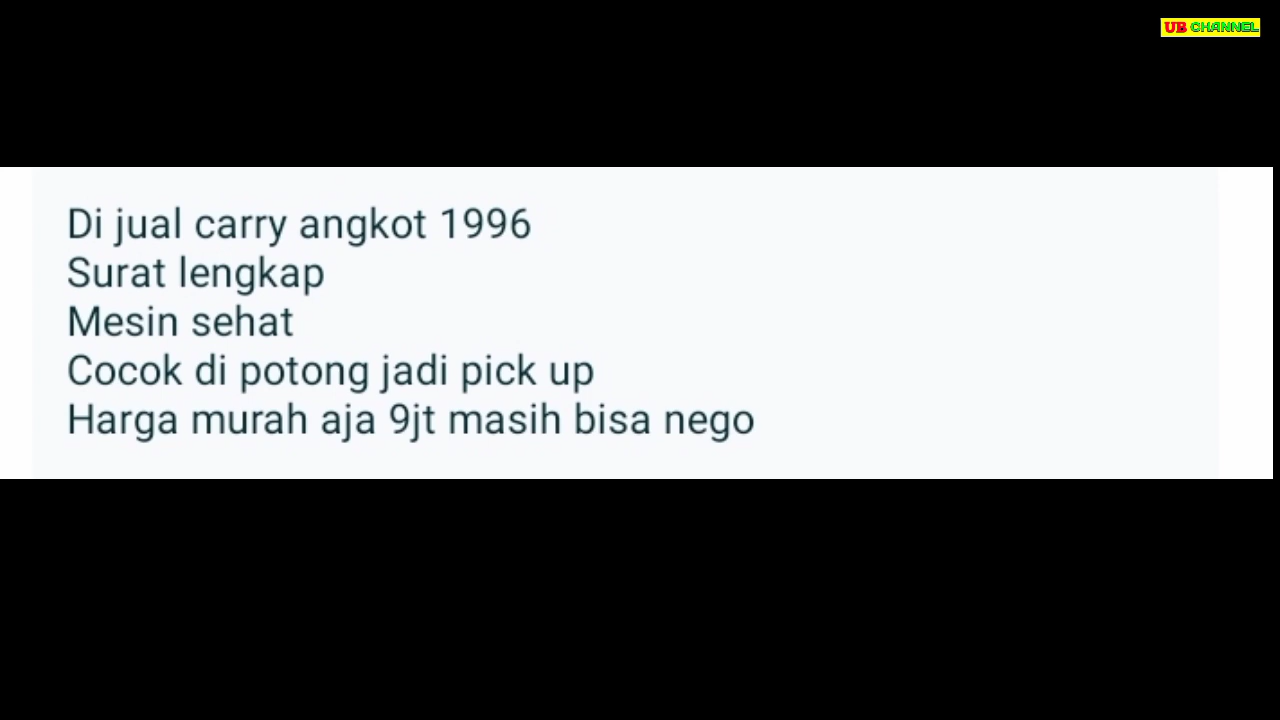 UB CHANNEL
Di jual carry angkot 1996
Surat lengkap
Mesin sehat
Cocok di potong jadi pick up
Harga murah aja 9jt masih bisa nego